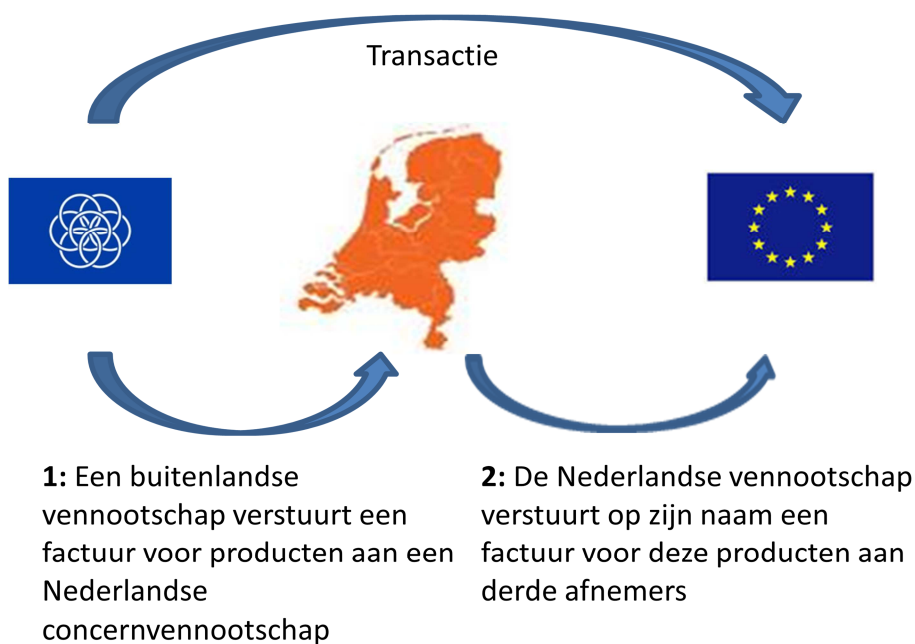 Transactie
1: Een buitenlandse
vennootschap verstuurt een
factuur voor producten aan een
Nederlandse
concernvennootschap
2: De Nederlandse vennootschap
verstuurt op zijn naam een
factuur voor deze producten aan
derde afnemers